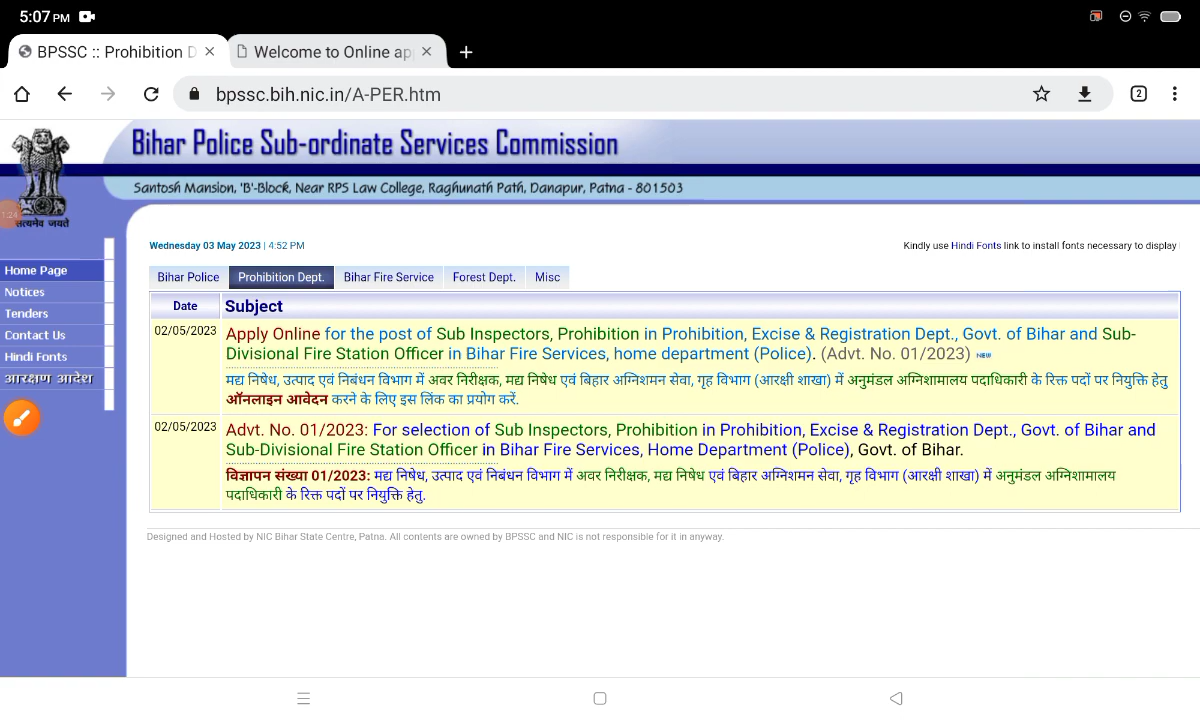 5:07 PM
BPSSC :: Prohibition D
Welcome to Online ap
bpssc.bih.nic.in/A-PER.htm
2
Bihar Police Sub-ordinate Services Commission
Santosh Mansion, 'B'-Block, Near RPS Law College, Raghunath Path, Danapur, Patna - 801503
सत्यमेव जयते
1:24
Wednesday 03 May 2023 | 4:52 PM
Kindly use Hindi Fonts link to install fonts necessary to display
Home Page
Notices
Tenders
Contact Us
Hindi Fonts
आरक्षण आदेश
Bihar Police Prohibition Dept. Bihar Fire Service Forest Dept. Misc
Date Subject
02/05/2023 Apply Online for the post of Sub Inspectors, Prohibition in Prohibition, Excise & Registration Dept., Govt. of Bihar and Sub-
Divisional Fire Station Officer in Bihar Fire Services, home department (Police). (Advt. No. 01/2023) NEW
मद्य निषेध, उत्पाद एवं निबंधन विभाग में अवर निरीक्षक, मद्य निषेध एवं बिहार अग्निशमन सेवा, गृह विभाग (आरक्षी शाखा) में अनुमंडल अग्निशामालय पदाधिकारी के रिक्त पदों पर नियुक्ति हेतु
ऑनलाइन आवेदन करने के लिए इस लिंक का प्रयोग करें.
02/05/2023 Advt. No. 01/2023: For selection of Sub Inspectors, Prohibition in Prohibition, Excise & Registration Dept., Govt. of Bihar and
Sub-Divisional Fire Station Officer in Bihar Fire Services, Home Department (Police), Govt. of Bihar.
विज्ञापन संख्या 01/2023: मद्य निषेध, उत्पाद एवं निबंधन विभाग में अवर निरीक्षक, मद्य निषेध एवं बिहार अग्निशमन सेवा, गृह विभाग (आरक्षी शाखा) में अनुमंडल अग्निशामालय
पदाधिकारी के रिक्त पदों पर नियुक्ति हेतु.
Designed and Hosted by NIC Bihar State Centre, Patna. All contents are owned by BPSSC and NIC is not responsible for it in anyway.